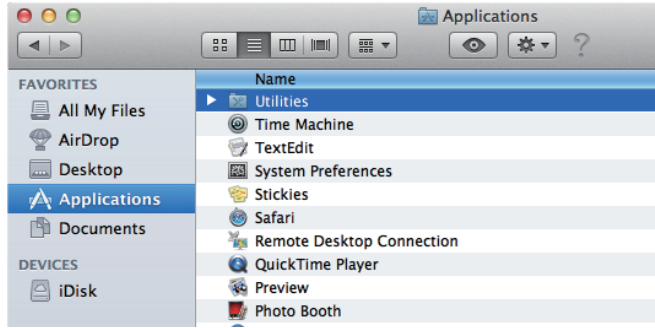 Applications
?
FAVORITES
All My Files
AirDrop
Desktop
Applications
Documents
DEVICES
iDisk
Name
Utilities
Time Machine
TextEdit
System Preferences
Stickies
Safari
Remote Desktop Connection
QuickTime Player
Preview
Photo Booth